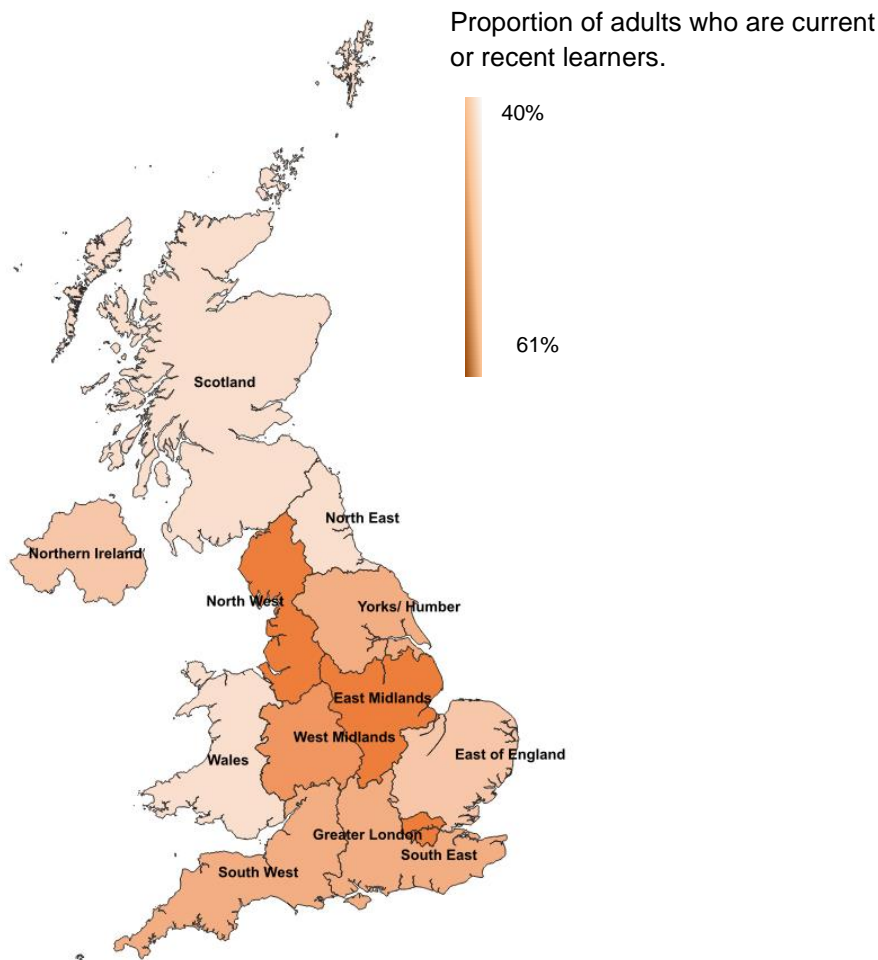 Proportion of adults who are current
or recent learners.
40%
61%
Scotland
North East
Northern Ireland
North West
Yorks/ Humber
East Midlands
West Midlands
Wales
East of England
Greater London
South East
South West